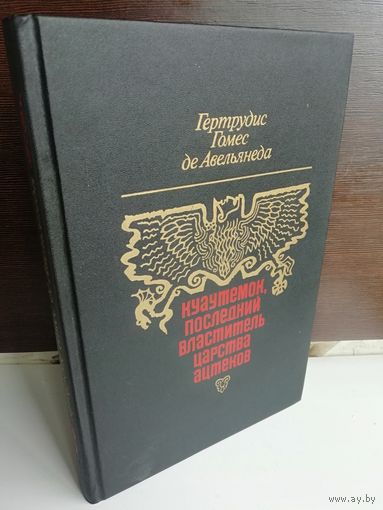 Гертрудис
Гомес
де Авельянеда
Куаутемок,
последний
властитель
царства
ацтеков
www.ay.by